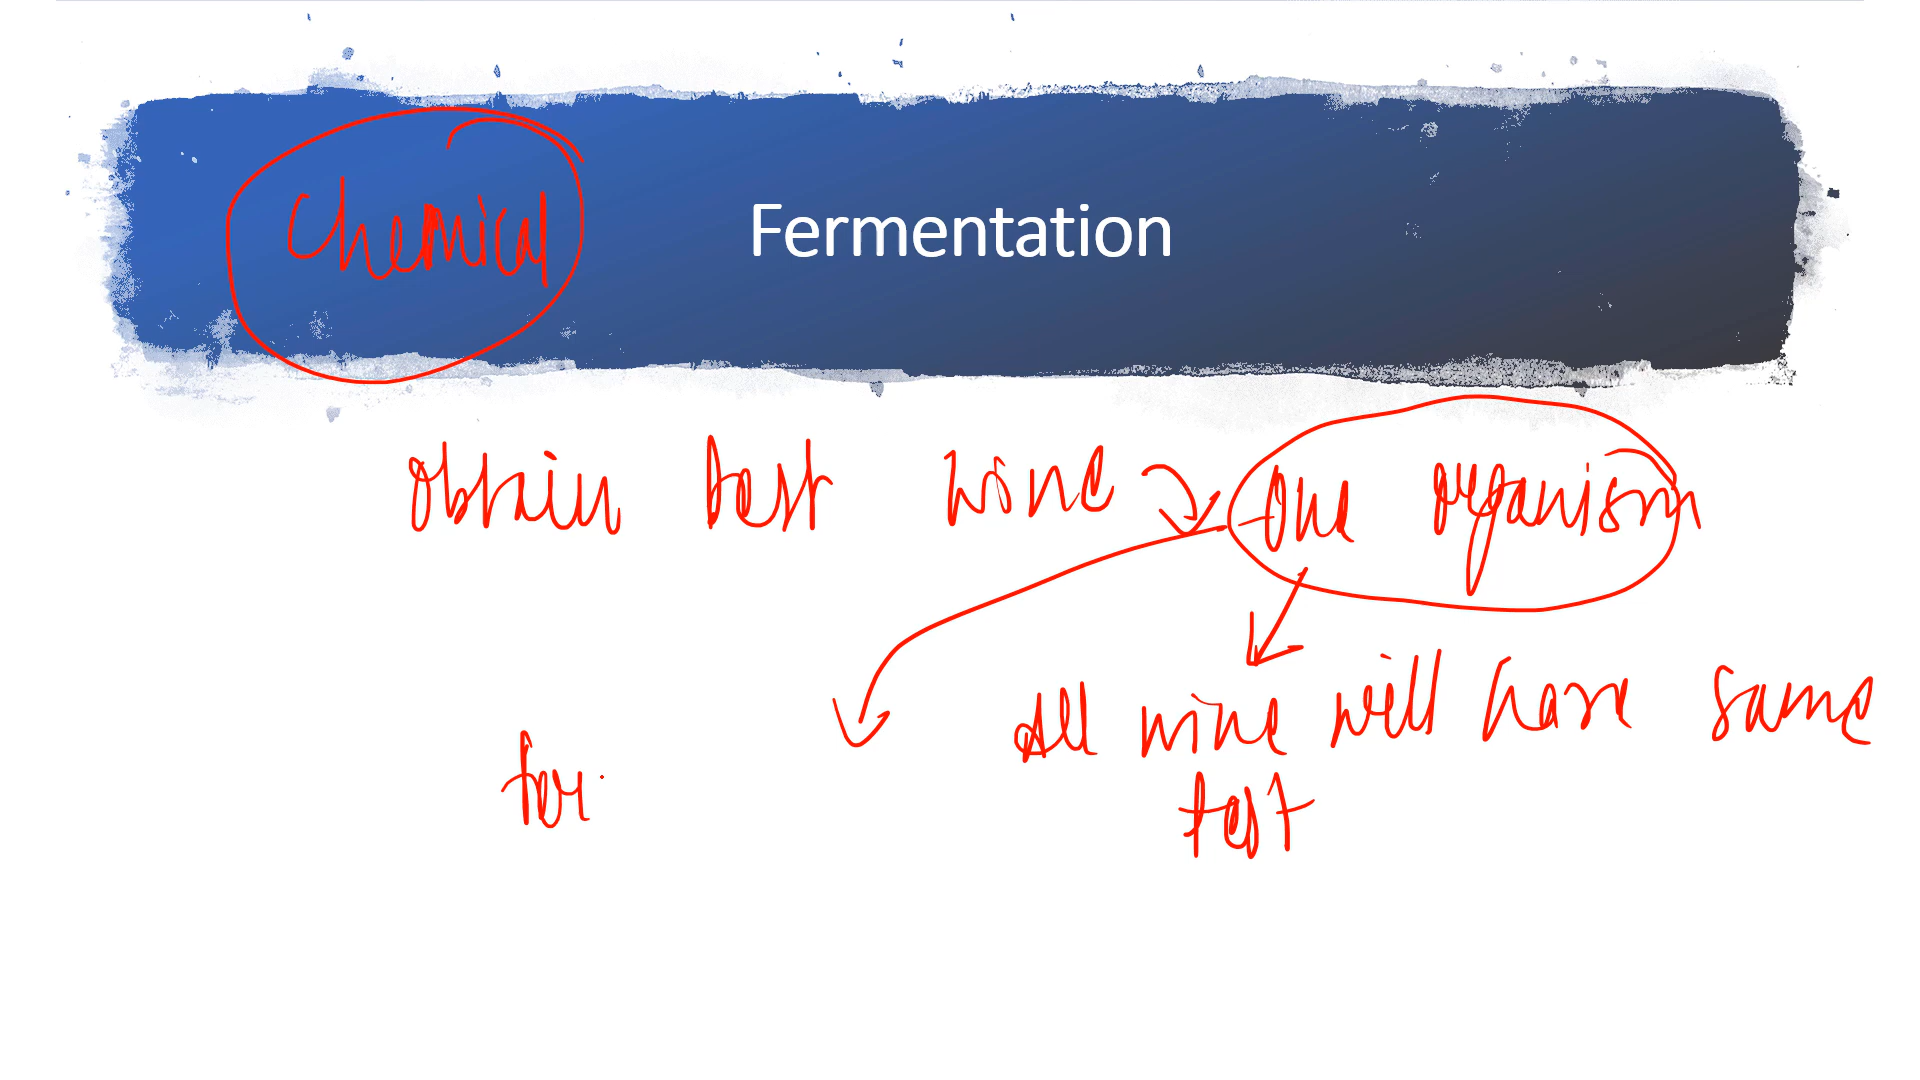 Chemical
Fermentation
Obtain best wine
one organism
All wine will have same
test
for